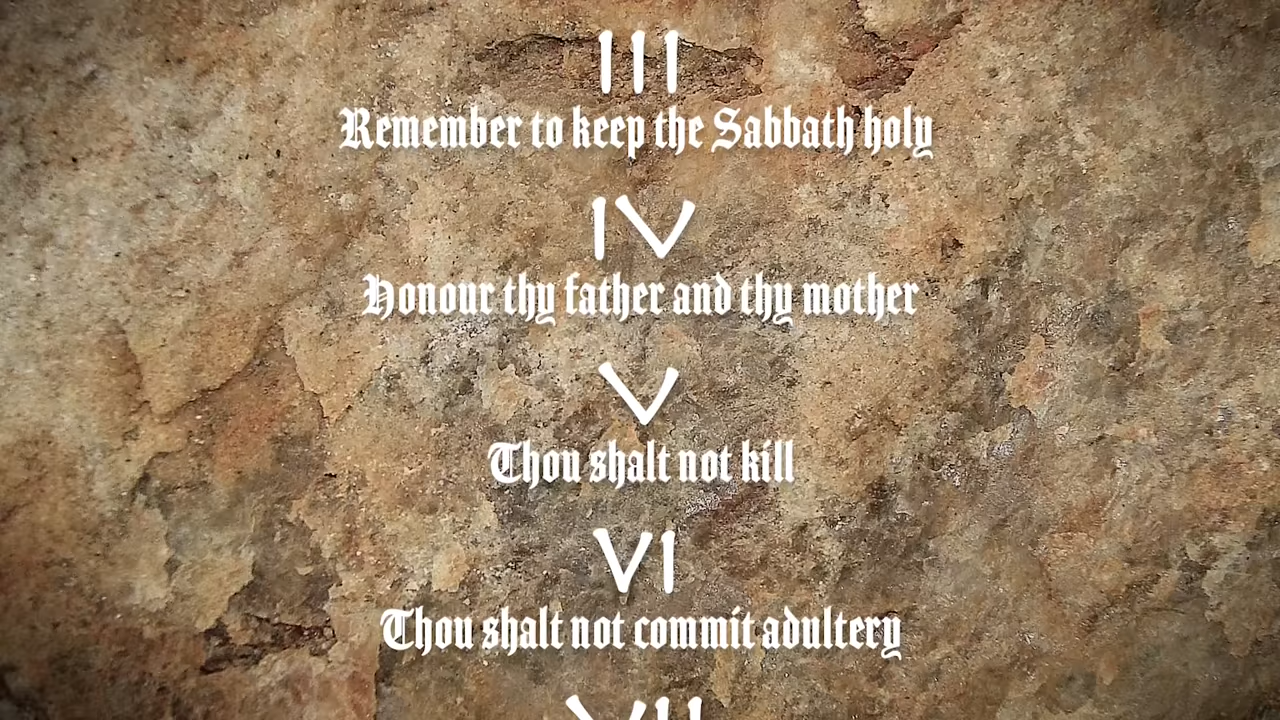 III
Remember to keep the Sabbath holy
IV
Honour thy father and thy mother
V
Thou shalt not kill
VI
Thou shalt not commit adultery
VII